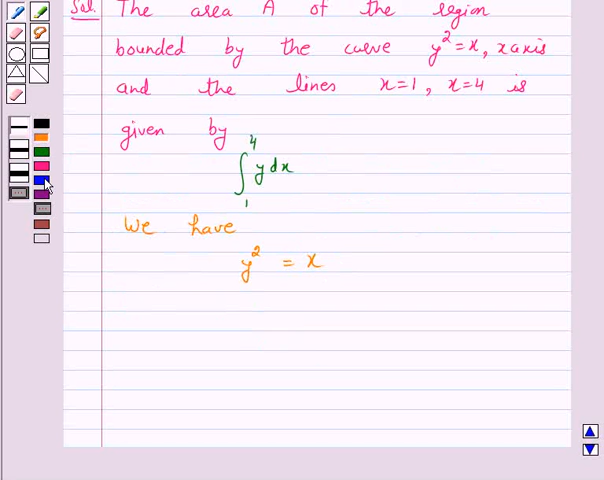 Sol. The area A of the region
bounded by the curve y² = x, x axis
and the lines x=1, x=4 is
given by
∫₁⁴ y dx
We have
y² = x